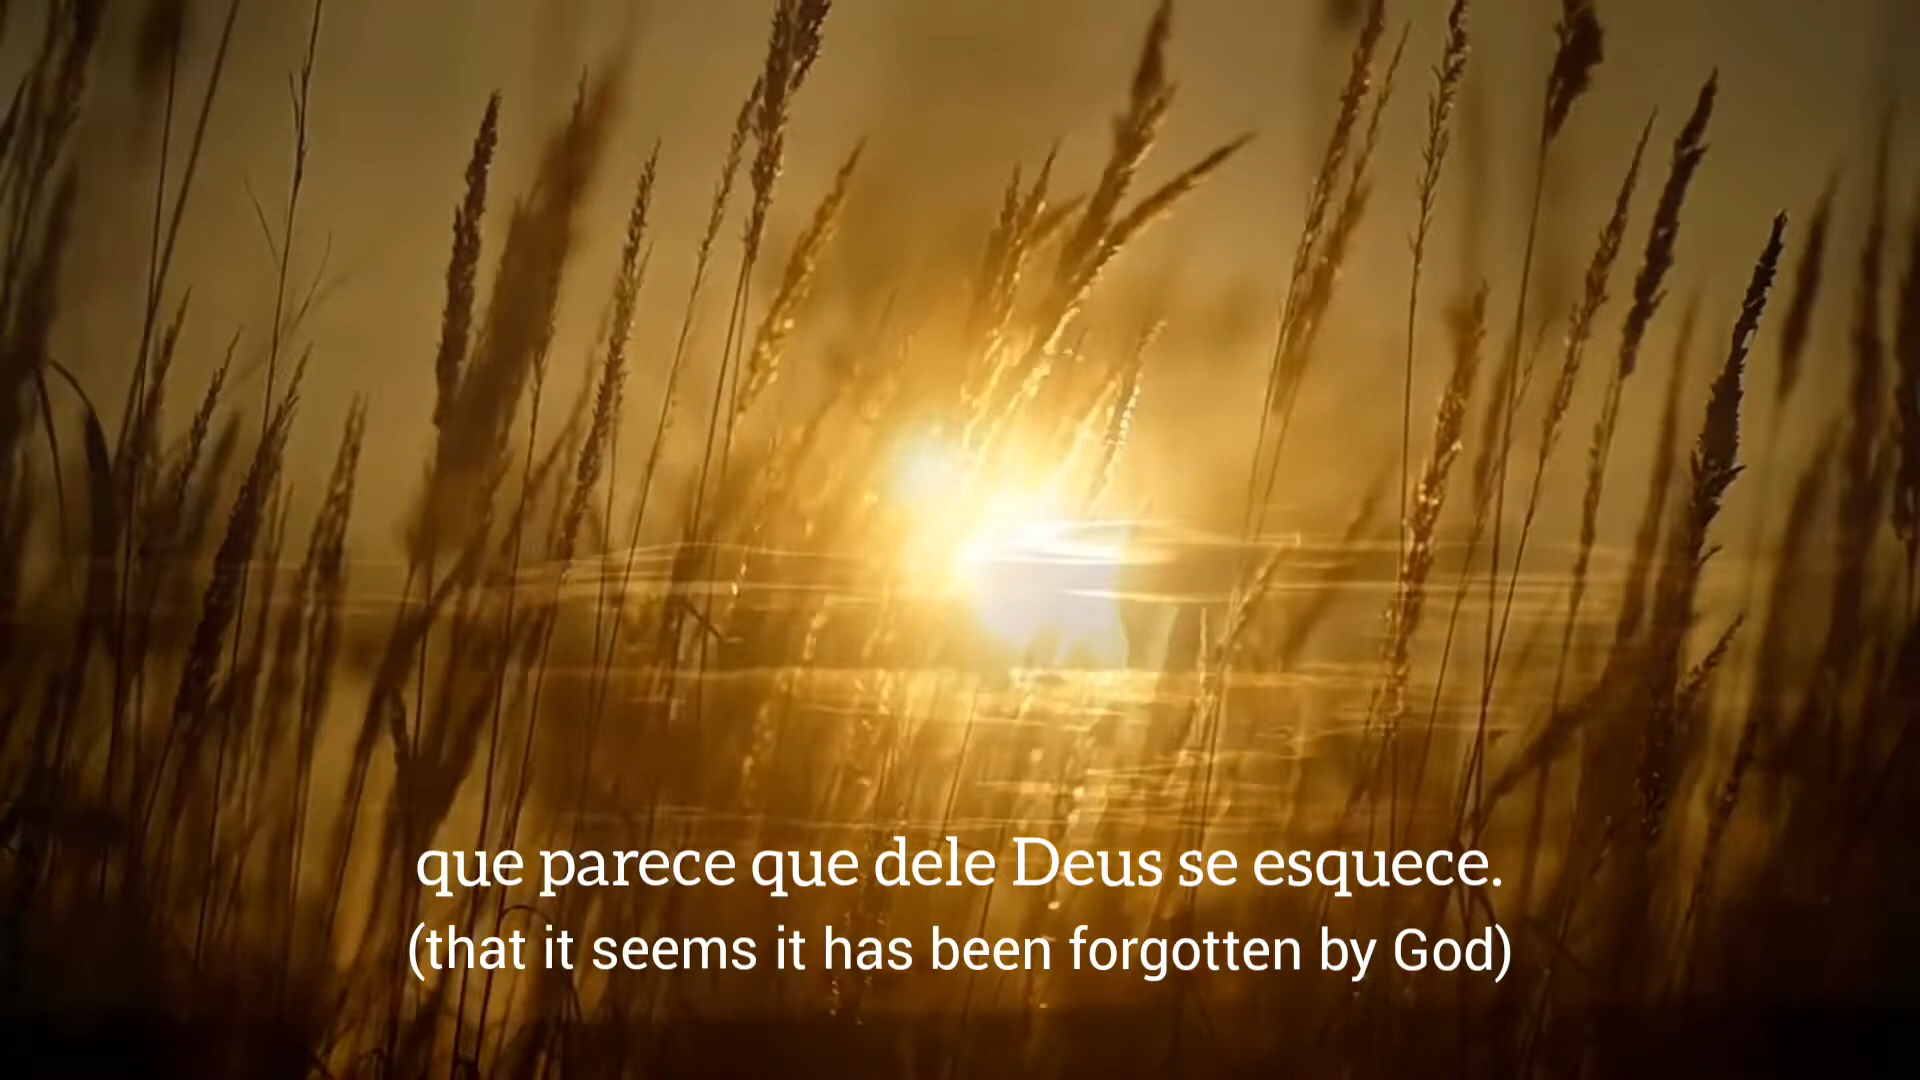 que parece que dele Deus se esquece.
(that it seems it has been forgotten by God)